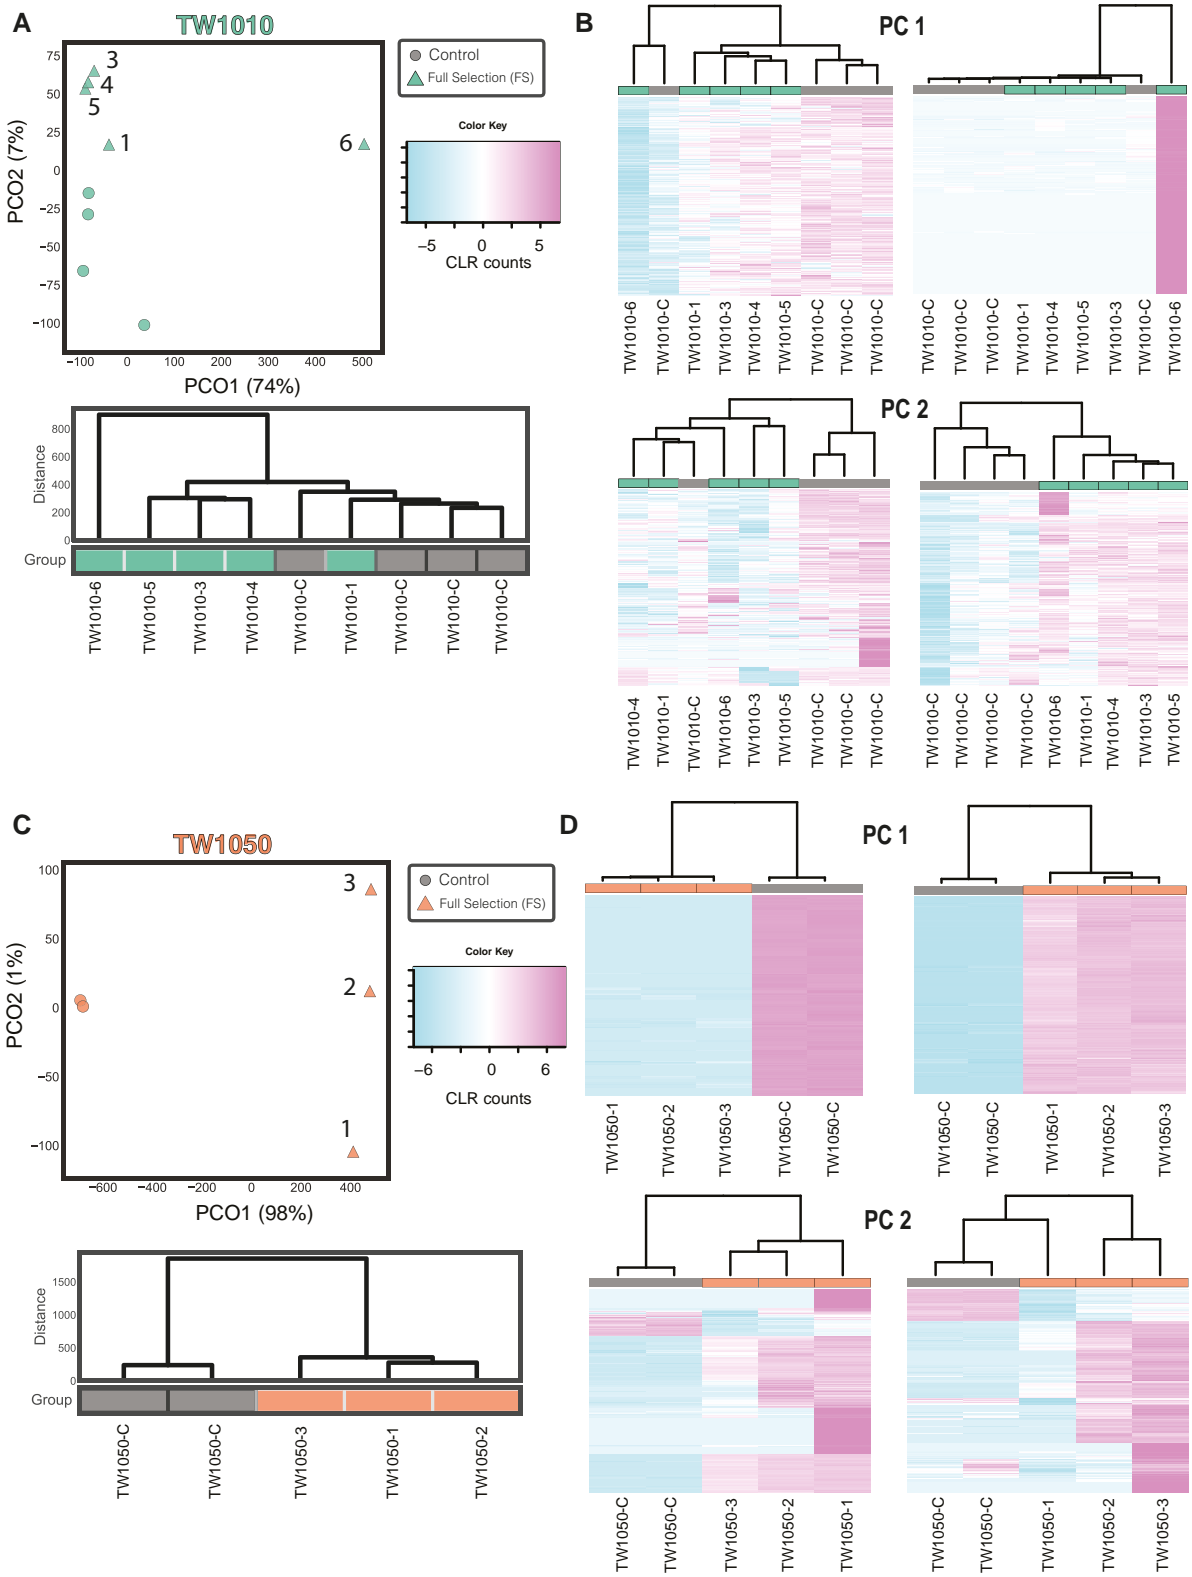 A
TW1010
75
50
25
0
−25
−50
−75
−100
PCO2 (7%)
3
4
5
1
6
−100 0 100 200 300 400 500
PCO1 (74%)
Control
Full Selection (FS)
Color Key
−5 0 5
CLR counts
Distance
800
600
400
200
0
Group
TW1010-6
TW1010-5
TW1010-3
TW1010-4
TW1010-C
TW1010-1
TW1010-C
TW1010-C
TW1010-C
B
PC 1
TW1010-6
TW1010-C
TW1010-1
TW1010-3
TW1010-4
TW1010-5
TW1010-C
TW1010-C
TW1010-C
TW1010-C
TW1010-C
TW1010-C
TW1010-1
TW1010-4
TW1010-5
TW1010-3
TW1010-C
TW1010-6
PC 2
TW1010-4
TW1010-1
TW1010-C
TW1010-6
TW1010-3
TW1010-5
TW1010-C
TW1010-C
TW1010-C
TW1010-C
TW1010-C
TW1010-C
TW1010-C
TW1010-6
TW1010-1
TW1010-4
TW1010-3
TW1010-5
C
TW1050
100
50
0
−50
−100
PCO2 (1%)
3
2
1
−600 −400 −200 0 200 400
PCO1 (98%)
Control
Full Selection (FS)
Color Key
−6 0 6
CLR counts
Distance
1500
1000
500
0
Group
TW1050-C
TW1050-C
TW1050-3
TW1050-1
TW1050-2
D
PC 1
TW1050-1
TW1050-2
TW1050-3
TW1050-C
TW1050-C
TW1050-C
TW1050-C
TW1050-1
TW1050-2
TW1050-3
PC 2
TW1050-C
TW1050-C
TW1050-3
TW1050-2
TW1050-1
TW1050-C
TW1050-C
TW1050-1
TW1050-2
TW1050-3